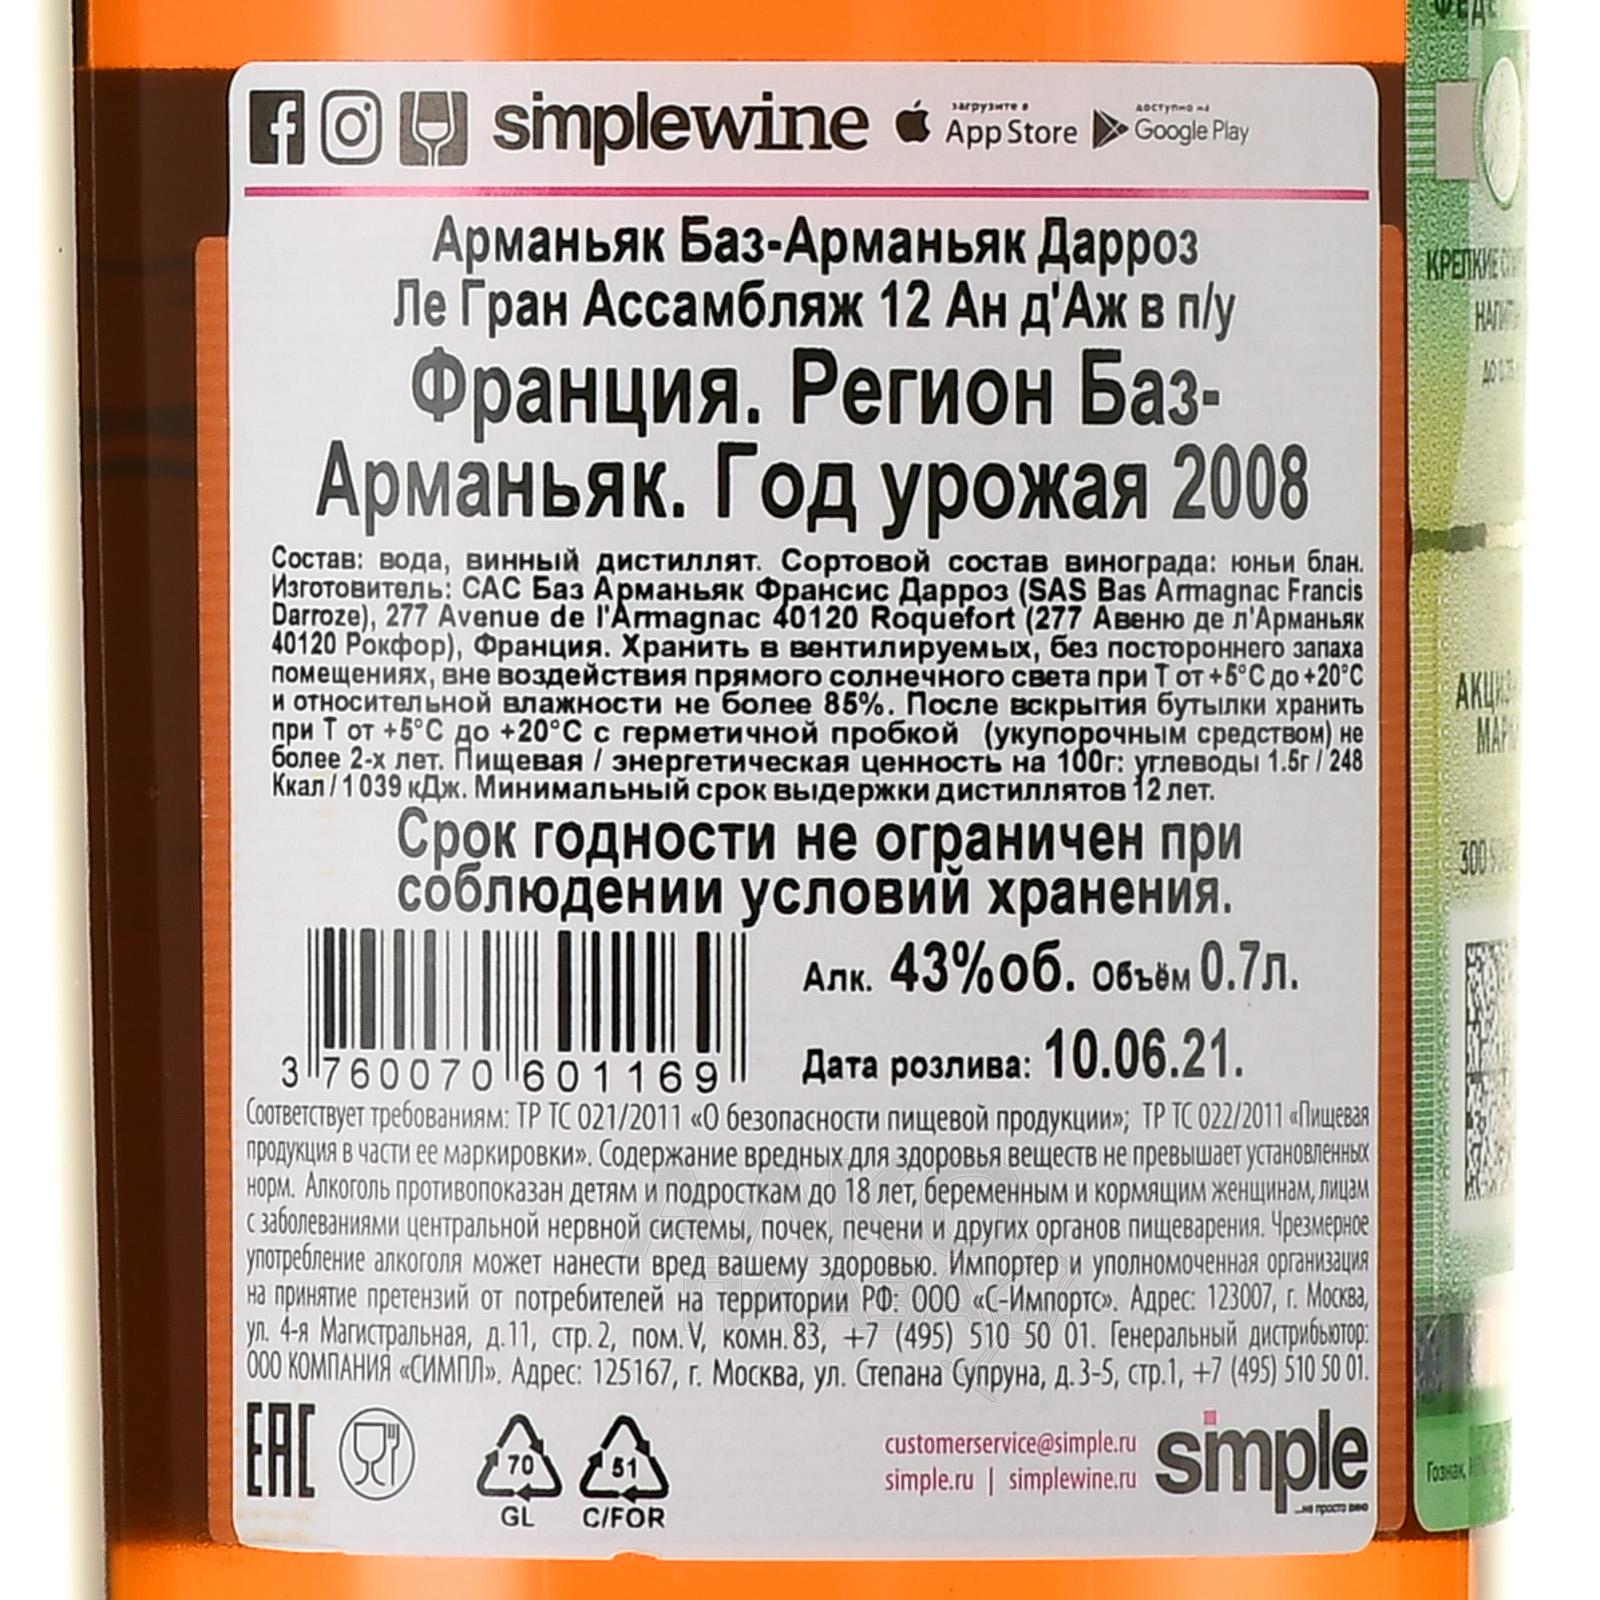 simplewine
загрузите в
App Store
доступно на
Google Play
Арманьяк Баз-Арманьяк Дарроз
Ле Гран Ассамбляж 12 Ан д'Аж в п/у
Франция. Регион Баз-
Арманьяк. Год урожая 2008
Состав: вода, винный дистиллят. Сортовой состав винограда: юньи блан.
Изготовитель: САС Баз Арманьяк Франсис Дарроз (SAS Bas Armagnac Francis
Darroze), 277 Avenue de l'Armagnac 40120 Roquefort (277 Авеню де л'Арманьяк
40120 Рокфор), Франция. Хранить в вентилируемых, без постороннего запаха
помещениях, вне воздействия прямого солнечного света при Т от +5°С до +20°С
и относительной влажности не более 85%. После вскрытия бутылки хранить
при Т от +5°С до +20°С с герметичной пробкой (укупорочным средством) не
более 2-х лет. Пищевая / энергетическая ценность на 100г: углеводы 1.5г / 248
Ккал / 1 039 кДж. Минимальный срок выдержки дистиллятов 12 лет.
Срок годности не ограничен при
соблюдении условий хранения.
Алк. 43%об. Объём 0.7л.
Дата розлива: 10.06.21.
3 760070 601169
Соответствует требованиям: ТР ТС 021/2011 «О безопасности пищевой продукции»; ТР ТС 022/2011 «Пищевая
продукция в части ее маркировки». Содержание вредных для здоровья веществ не превышает установленных
норм. Алкоголь противопоказан детям и подросткам до 18 лет, беременным и кормящим женщинам, лицам
с заболеваниями центральной нервной системы, почек, печени и других органов пищеварения. Чрезмерное
употребление алкоголя может нанести вред вашему здоровью. Импортер и уполномоченная организация
на принятие претензий от потребителей на территории РФ: ООО «С-Импортс». Адрес: 123007, г. Москва,
ул. 4-я Магистральная, д.11, стр. 2, пом. V, комн. 83, +7 (495) 510 50 01. Генеральный дистрибьютор:
ООО КОМПАНИЯ «СИМПЛ». Адрес: 125167, г. Москва, ул. Степана Супруна, д. 3-5, стр.1, +7 (495) 510 50 01.
EAC
70
GL
51
C/FOR
customerservice@simple.ru
simple.ru | simplewine.ru
simple
...не просто вино
КРЕПКИЕ
300
Гознак,